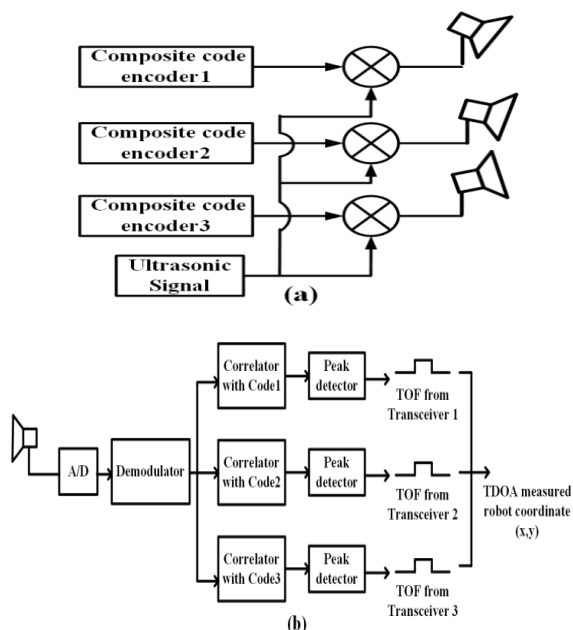 Composite code
encoder1
Composite code
encoder2
Composite code
encoder3
Ultrasonic
Signal
(a)
Correlator
with Code1
Peak
detector
TOF from
Transceiver 1
A/D
Demodulator
Correlator
with Code2
Peak
detector
TOF from
Transceiver 2
TDOA measured
robot coordinate
(x,y)
Correlator
with Code3
Peak
detector
TOF from
Transceiver 3
(b)